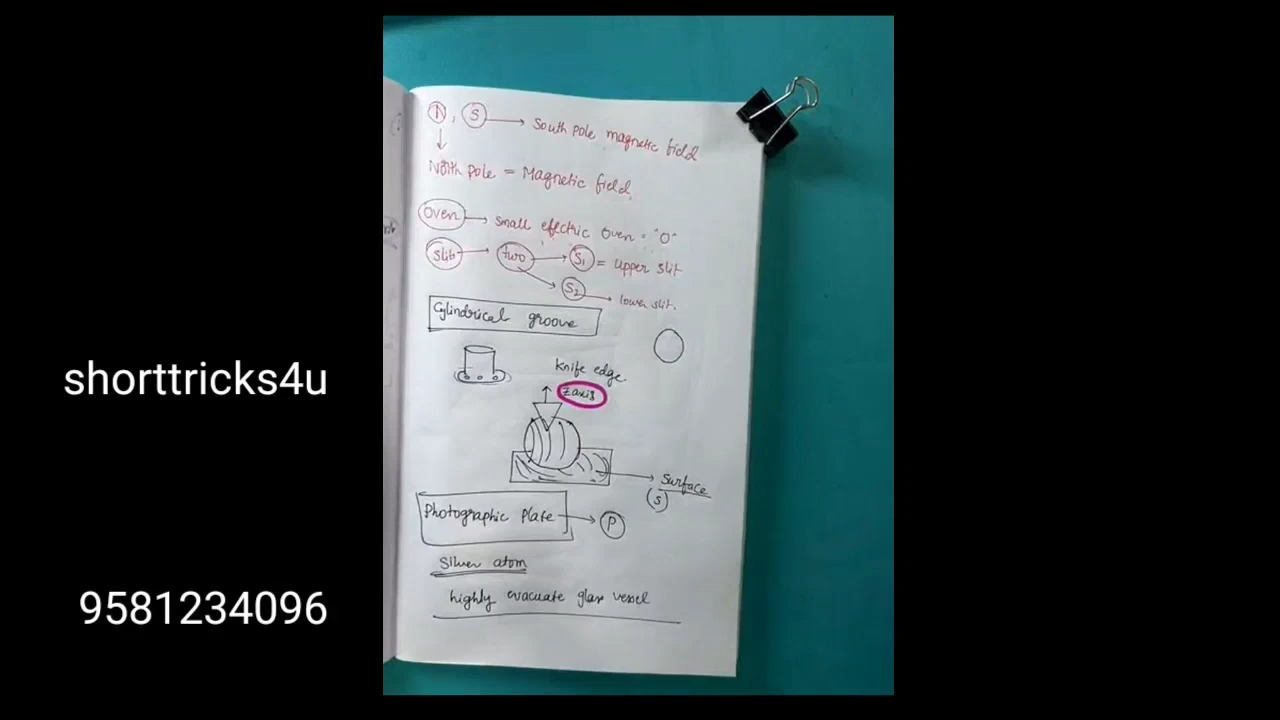 N, S → South pole magnetic field
North pole = Magnetic field
Oven → small electric oven = "O"
Slit → two → S1 = upper slit
S2 → lower slit.
Cylindrical groove
Knife edge
Z axis
Surface
(S)
Photographic Plate → P
Silver atom
highly evacuate glass vessel
shorttricks4u
9581234096